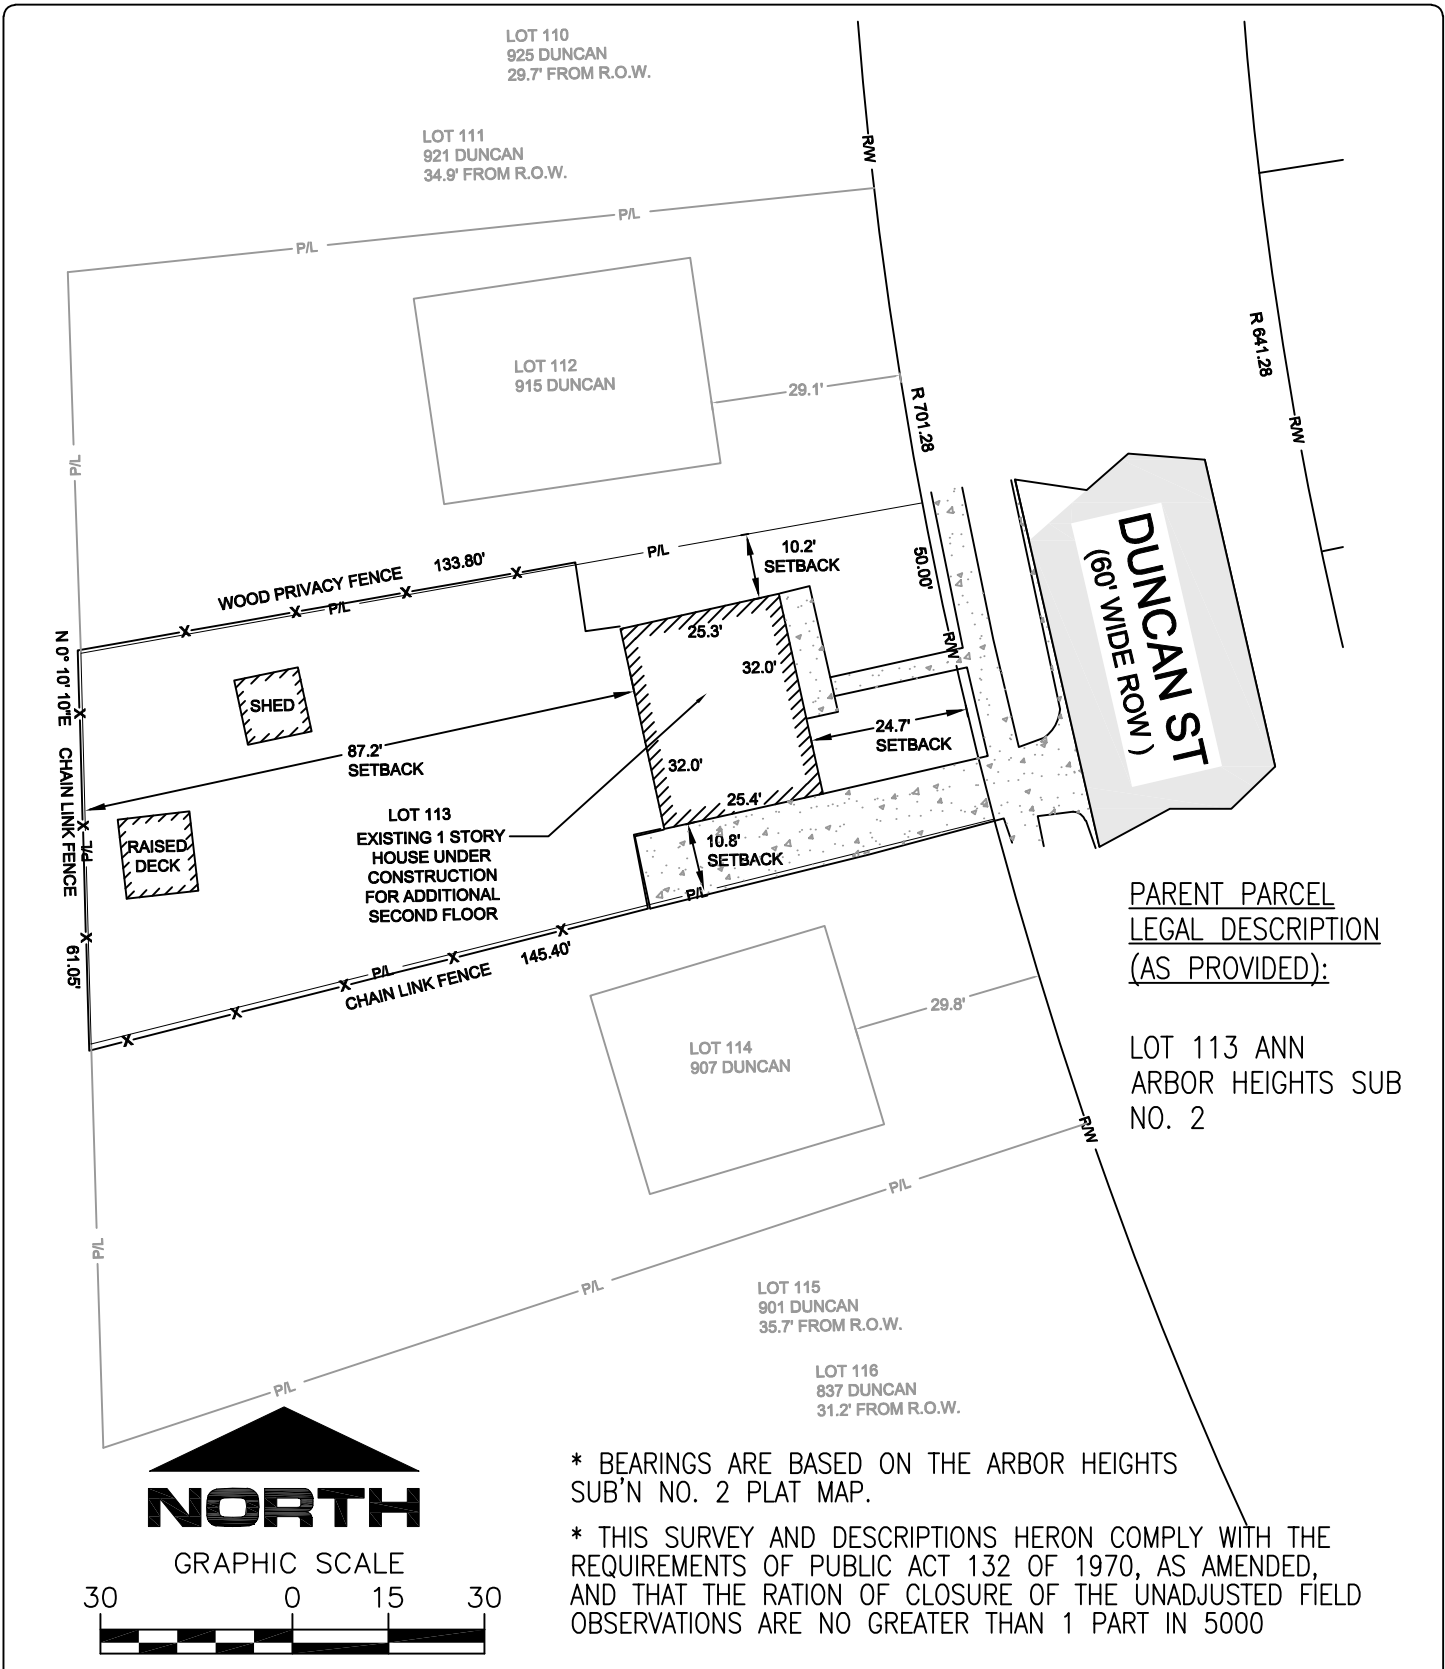 LOT 110
925 DUNCAN
29.7' FROM R.O.W.
LOT 111
921 DUNCAN
34.9' FROM R.O.W.
R/W
P/L
P/L
R 641.28
LOT 112
915 DUNCAN
29.1'
R 701.28
R/W
P/L
DUNCAN ST
(60' WIDE ROW )
P/L
10.2'
SETBACK
50.00'
133.80'
WOOD PRIVACY FENCE
X
X
X
X
P/L
25.3'
R/W
N 0° 10' 10"E
CHAIN LINK FENCE
61.05'
X
X
X
P/L
SHED
32.0'
24.7'
SETBACK
87.2'
SETBACK
32.0'
25.4'
LOT 113
EXISTING 1 STORY
HOUSE UNDER
CONSTRUCTION
FOR ADDITIONAL
SECOND FLOOR
RAISED
DECK
10.8'
SETBACK
P/L
145.40'
P/L
CHAIN LINK FENCE
X
X
X
X
X
PARENT PARCEL
LEGAL DESCRIPTION
(AS PROVIDED):
LOT 113 ANN
ARBOR HEIGHTS SUB
NO. 2
29.8'
LOT 114
907 DUNCAN
R/W
P/L
P/L
P/L
P/L
LOT 115
901 DUNCAN
35.7' FROM R.O.W.
LOT 116
837 DUNCAN
31.2' FROM R.O.W.
NORTH
GRAPHIC SCALE
30 0 15 30
* BEARINGS ARE BASED ON THE ARBOR HEIGHTS
SUB'N NO. 2 PLAT MAP.
* THIS SURVEY AND DESCRIPTIONS HERON COMPLY WITH THE
REQUIREMENTS OF PUBLIC ACT 132 OF 1970, AS AMENDED,
AND THAT THE RATION OF CLOSURE OF THE UNADJUSTED FIELD
OBSERVATIONS ARE NO GREATER THAN 1 PART IN 5000